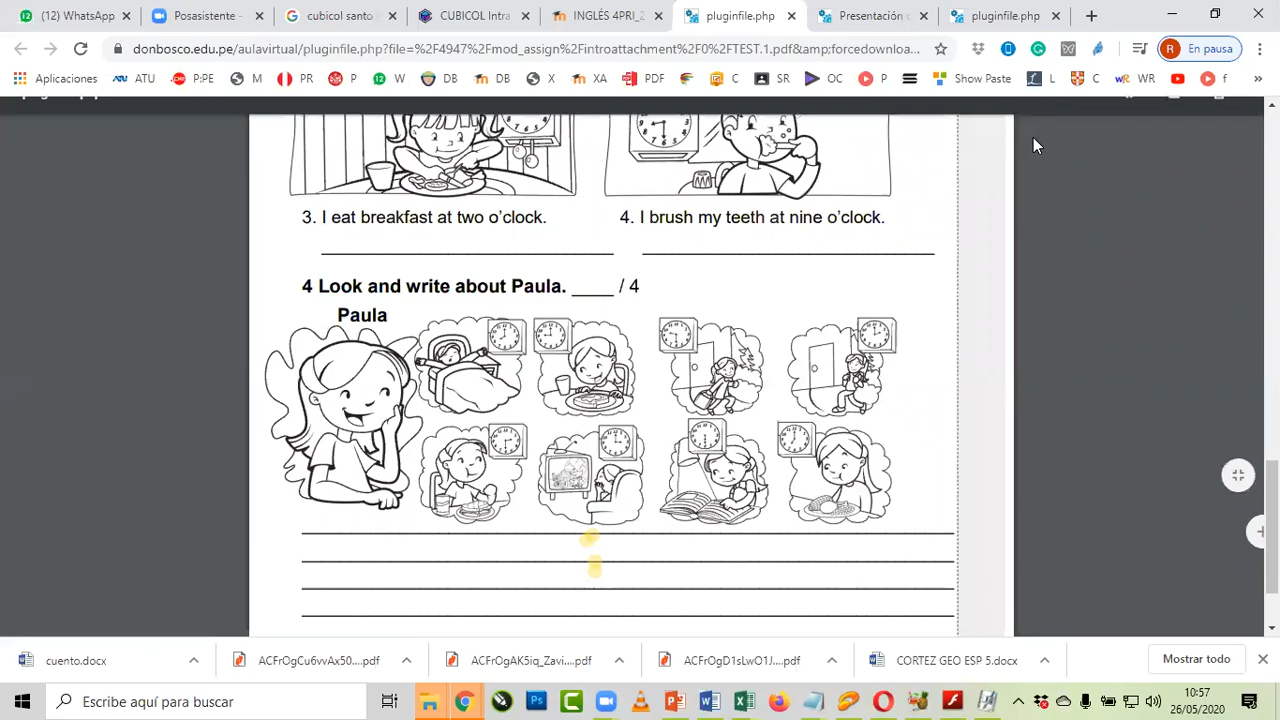 (12) WhatsApp
Posasistente -
cubicol santo
CUBICOL Intra
INGLÉS 4PRI_2
pluginfile.php
Presentación c
pluginfile.php
donbosco.edu.pe/aulavirtual/pluginfile.php?file=%2F4947%2Fmod_assign%2Fintroattachment%2F0%2FTEST.1.pdf&amp;forcedownloa...
R En pausa
Aplicaciones ATU P:PE M PR P W DB DB XA PDF C SR OC P Show Paste L C WR f
3. I eat breakfast at two o'clock.
4. I brush my teeth at nine o'clock.
4 Look and write about Paula. ____ / 4
Paula
cuento.docx
ACFrOgCu6vvAx50....pdf
ACFrOgAK5iq_Zavi....pdf
ACFrOgD1sLwO1J....pdf
CORTEZ GEO ESP 5.docx
Mostrar todo
Escribe aquí para buscar
10:57
26/05/2020